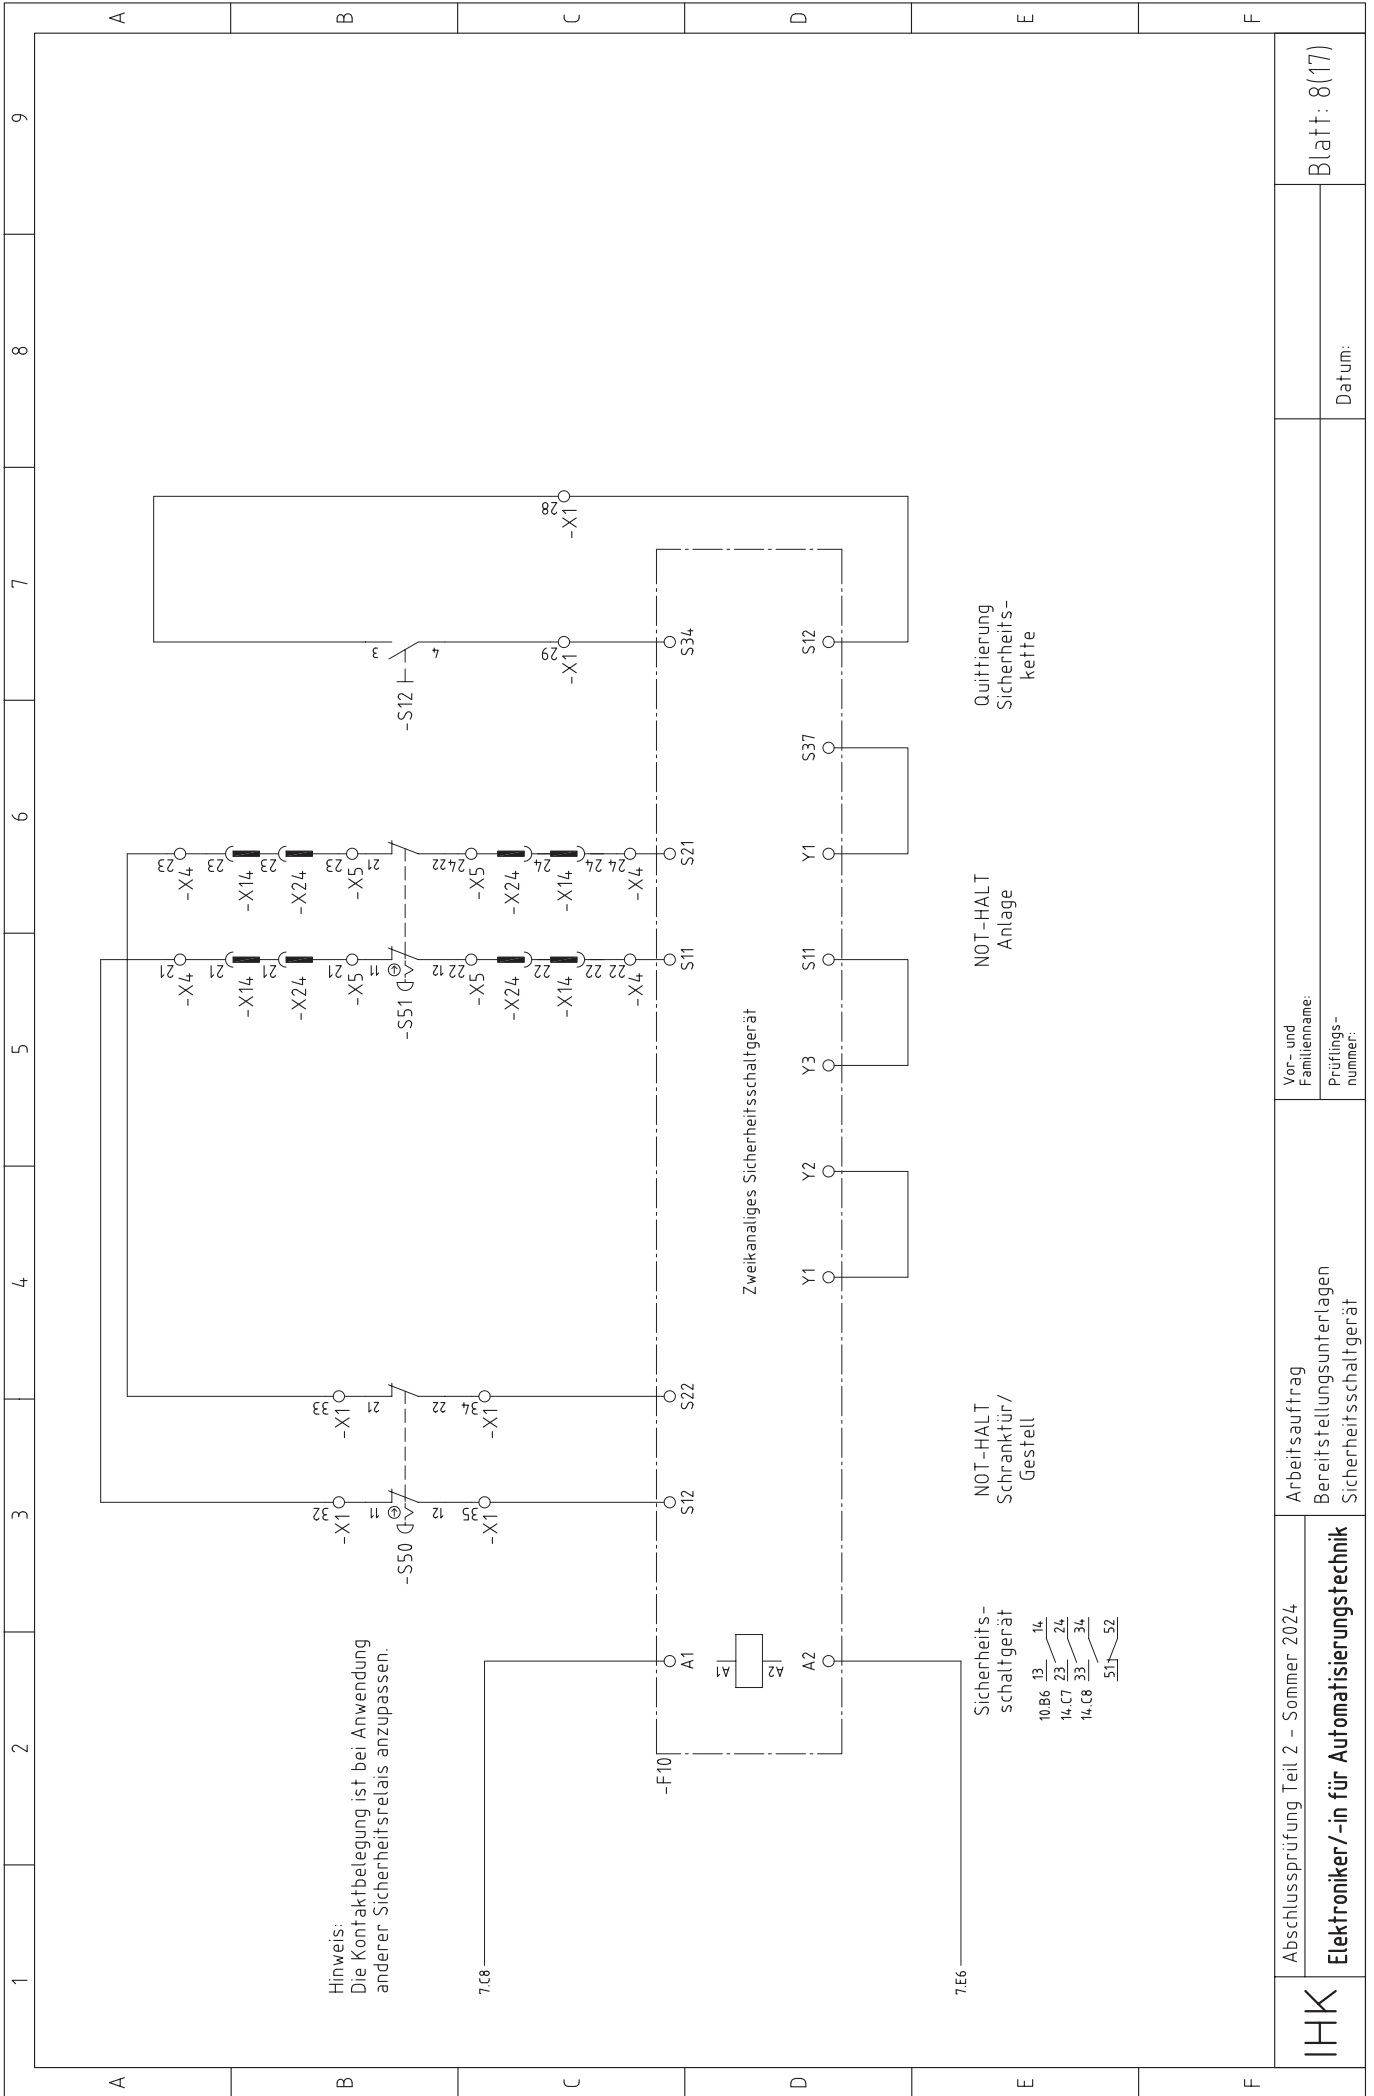 1 2 3 4 5 6 7 8 9
A
B
C
D
E
F
A
B
C
D
E
F
Hinweis:
Die Kontaktbelegung ist bei Anwendung
anderer Sicherheitsrelais anzupassen.
7.C8
7.E6
-F10
A1
A1
A2
A2
-X1 32
11
-S50
12
-X1 35
S12
-X1 33
21
22
-X1 34
S22
-X4 21
-X14 21
-X24 21
-X5 21
11
-S51
12
-X5 22
-X24
-X14 22
22
-X4 22
S11
-X4 23
-X14 23
-X24 23
-X5 23
21
22
-X5 24
-X24
-X14 24
24
-X4 24
S21
3
-S12
4
-X1 29
S34
-X1 28
Zweikanaliges Sicherheitsschaltgerät
Y1
Y2
Y3
S11
Y1
S37
S12
Sicherheits-
schaltgerät
10.B6 13 14
14.C7 23 24
14.C8 33 34
51 52
NOT-HALT
Schranktür/
Gestell
NOT-HALT
Anlage
Quittierung
Sicherheits-
kette
IHK
Abschlussprüfung Teil 2 - Sommer 2024
Elektroniker/-in für Automatisierungstechnik
Arbeitsauftrag
Bereitstellungsunterlagen
Sicherheitsschaltgerät
Vor- und
Familienname:
Prüflings-
nummer:
Datum:
Blatt: 8(17)